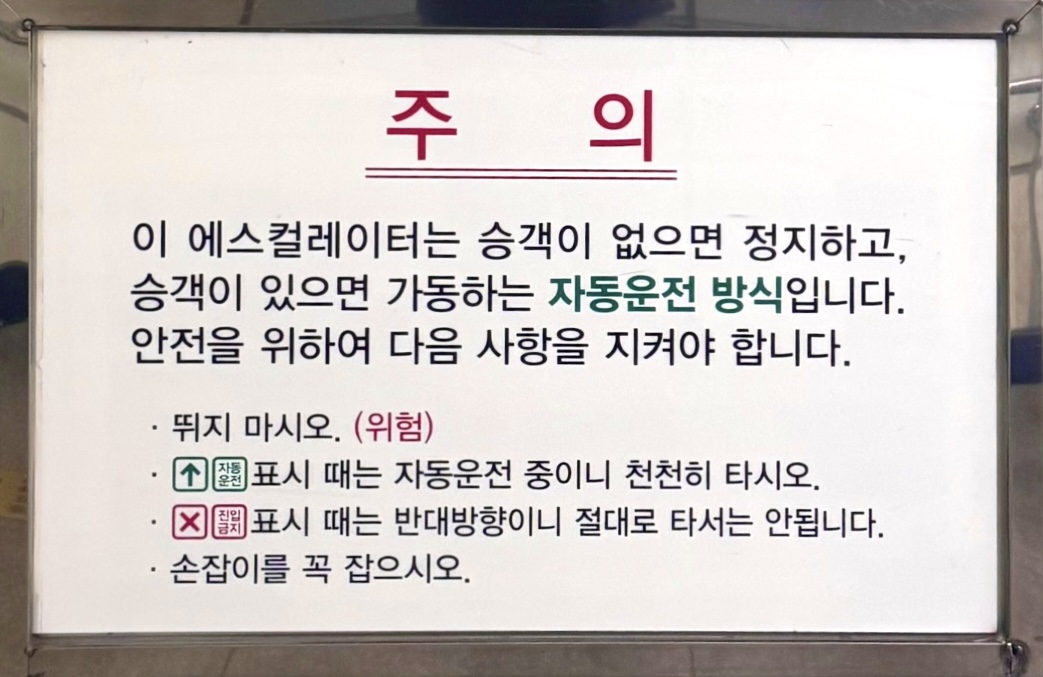 주 의
이 에스컬레이터는 승객이 없으면 정지하고,
승객이 있으면 가동하는 자동운전 방식입니다.
안전을 위하여 다음 사항을 지켜야 합니다.
· 뛰지 마시오. (위험)
· ↑ 자동운전 표시 때는 자동운전 중이니 천천히 타시오.
· ✕ 진입금지 표시 때는 반대방향이니 절대로 타서는 안됩니다.
· 손잡이를 꼭 잡으시오.